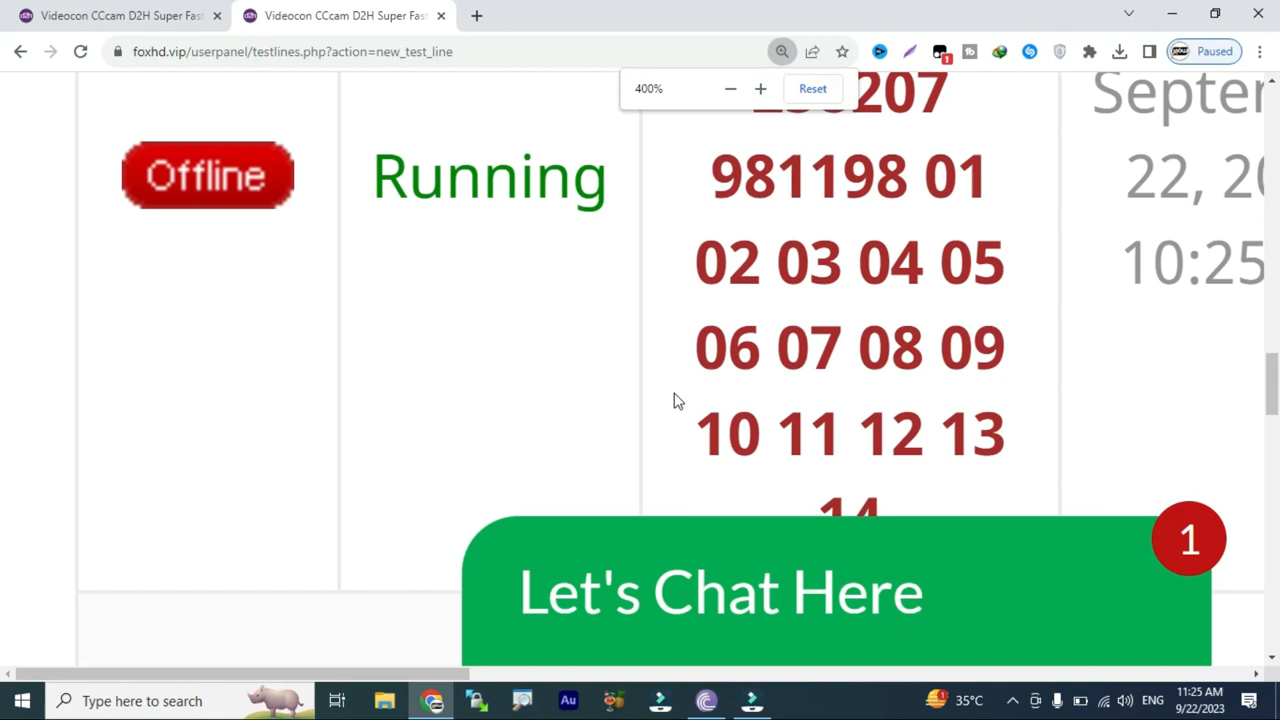 Videocon CCcam D2H Super Fast
Videocon CCcam D2H Super Fast
foxhd.vip/userpanel/testlines.php?action=new_test_line
1
Paused
400%
Reset
207
Offline
Running
981198 01
02 03 04 05
06 07 08 09
10 11 12 13
14
22, 20
10:25
Let's Chat Here
1
Type here to search
Au
1
35°C
ENG
11:25 AM
9/22/2023